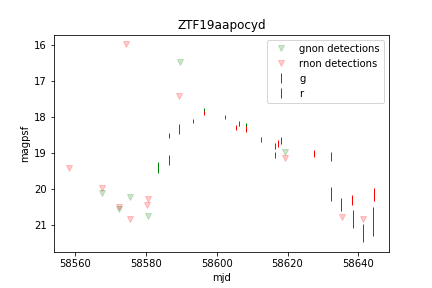 ZTF19aapocyd
gnon detections
rnon detections
g
r
16
17
18
19
20
21
magpsf
58560
58580
58600
58620
58640
mjd